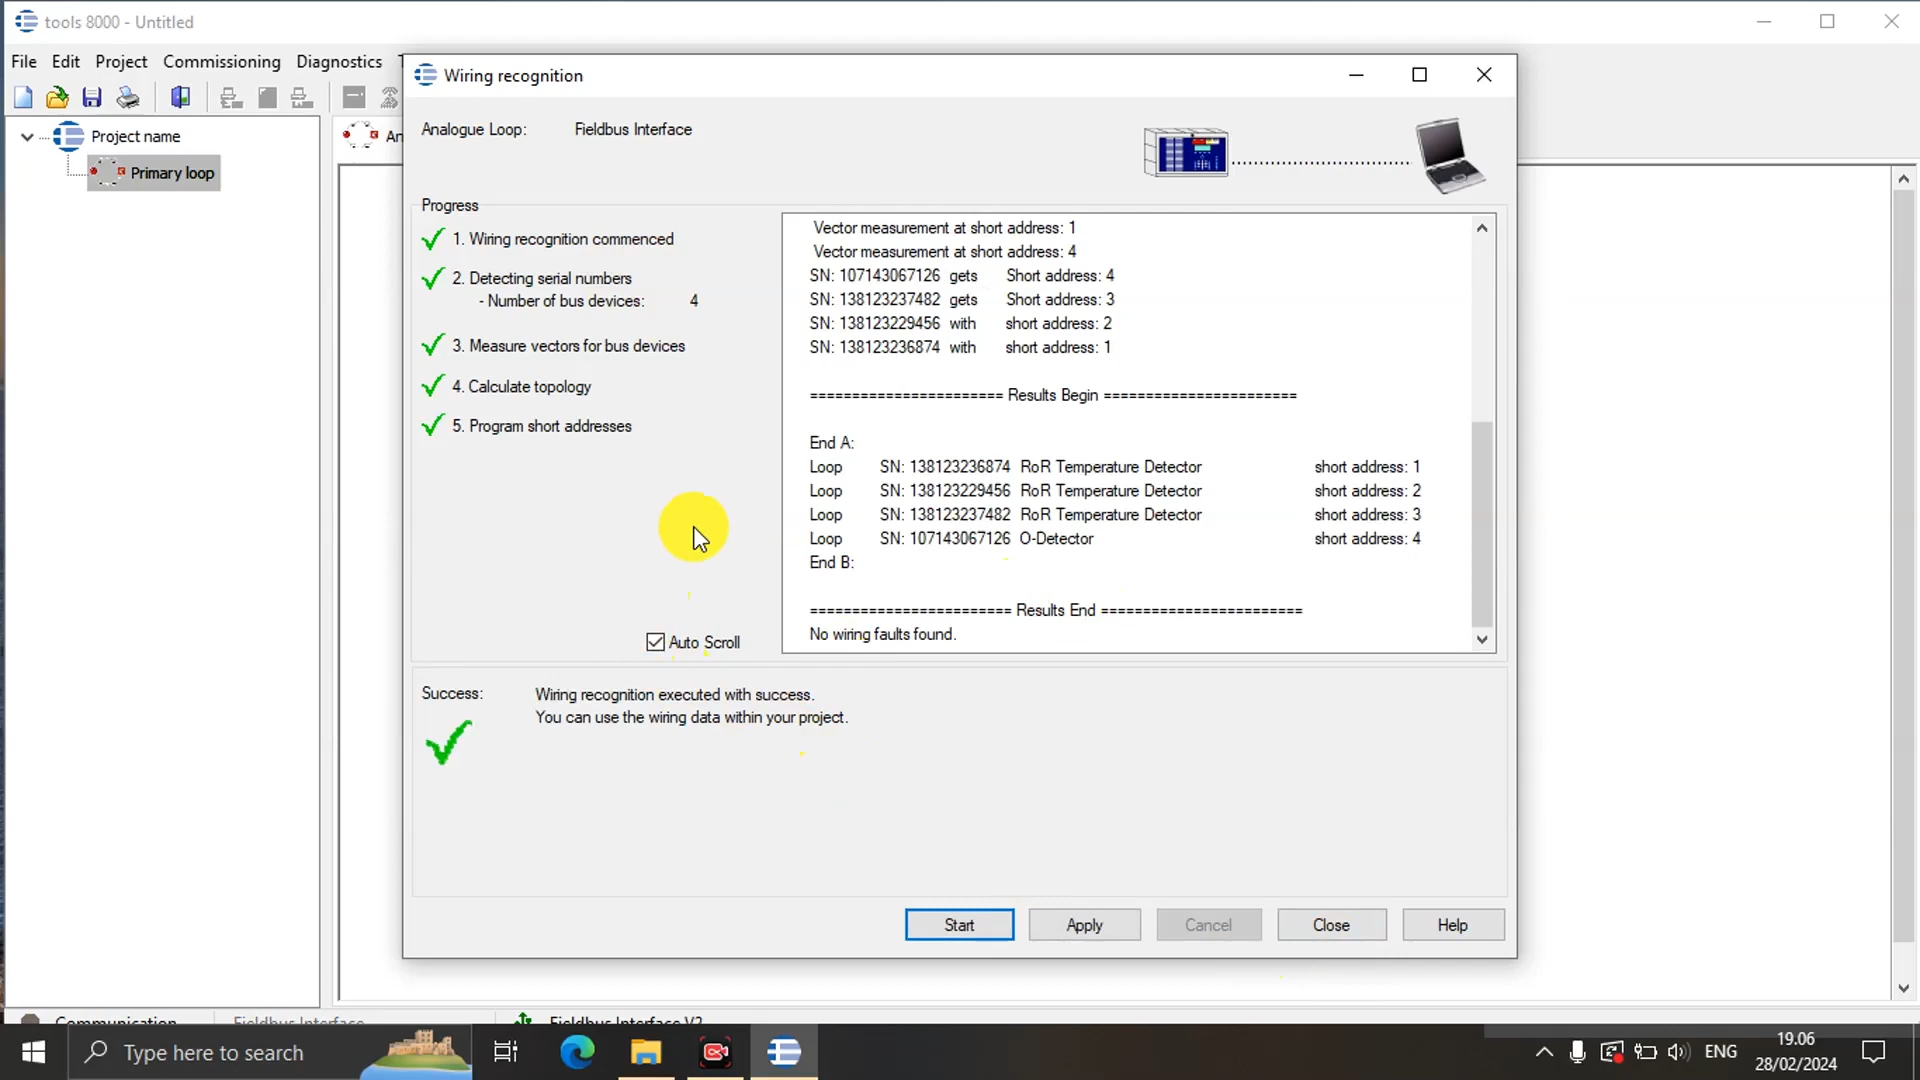 tools 8000 - Untitled
File Edit Project Commissioning Diagnostics
Project name
Primary loop
An
Wiring recognition
Analogue Loop: Fieldbus Interface
Progress
1. Wiring recognition commenced
2. Detecting serial numbers
- Number of bus devices: 4
3. Measure vectors for bus devices
4. Calculate topology
5. Program short addresses
Auto Scroll
Vector measurement at short address: 1
Vector measurement at short address: 4
SN: 107143067126 gets Short address: 4
SN: 138123237482 gets Short address: 3
SN: 138123229456 with short address: 2
SN: 138123236874 with short address: 1
======================= Results Begin =======================
End A:
Loop SN: 138123236874 RoR Temperature Detector short address: 1
Loop SN: 138123229456 RoR Temperature Detector short address: 2
Loop SN: 138123237482 RoR Temperature Detector short address: 3
Loop SN: 107143067126 O-Detector short address: 4
End B:
======================== Results End ========================
No wiring faults found.
Success: Wiring recognition executed with success.
You can use the wiring data within your project.
Start Apply Cancel Close Help
Communication Fieldbus Interface Fieldbus Interface V2
Type here to search
ENG
19.06
28/02/2024